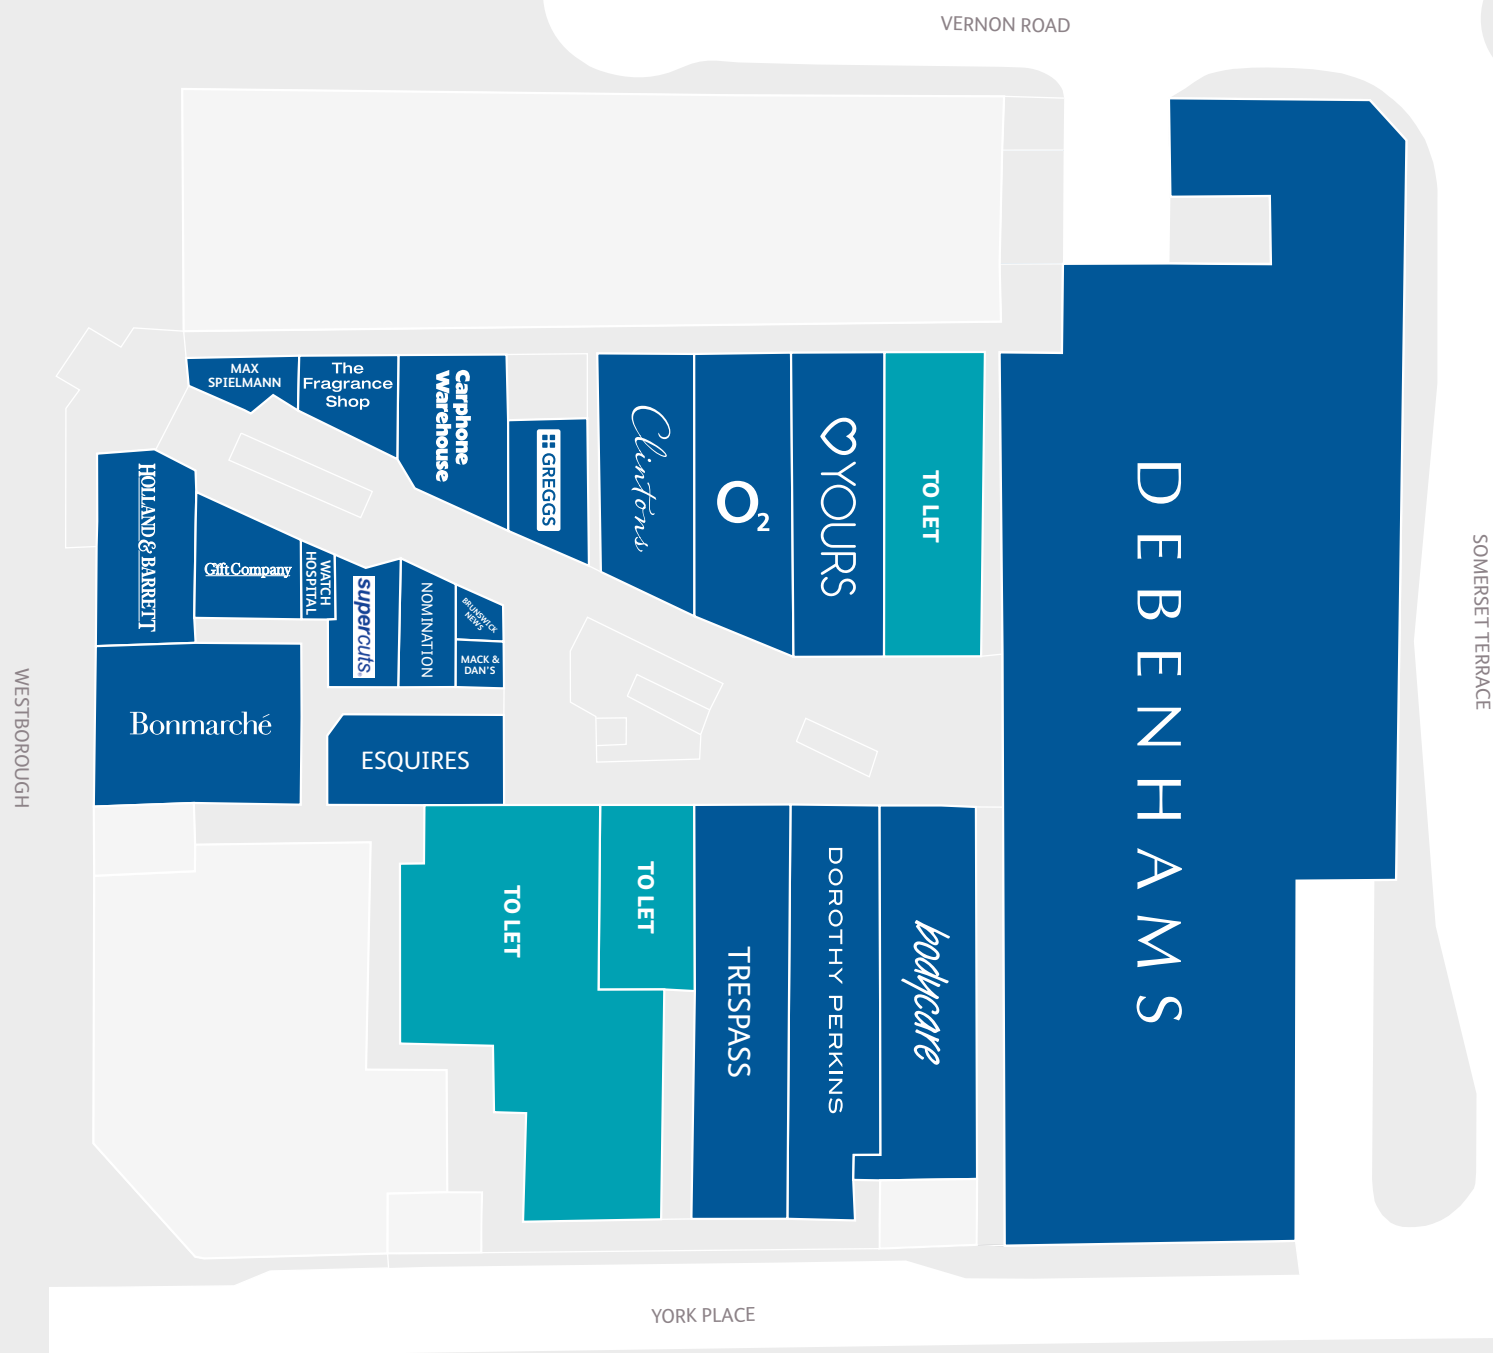 VERNON ROAD
MAX
SPIELMANN
The
Fragrance
Shop
Carphone
Warehouse
GREGGS
Clintons
O2
YOURS
TO LET
DEBENHAMS
SOMERSET TERRACE
HOLLAND & BARRETT
Gift Company
WATCH
HOSPITAL
supercuts
NOMINATION
BRUNSWICK
NEWS
MACK &
DAN'S
WESTBOROUGH
Bonmarché
ESQUIRES
TO LET
TO LET
TRESPASS
DOROTHY PERKINS
bodycare
YORK PLACE